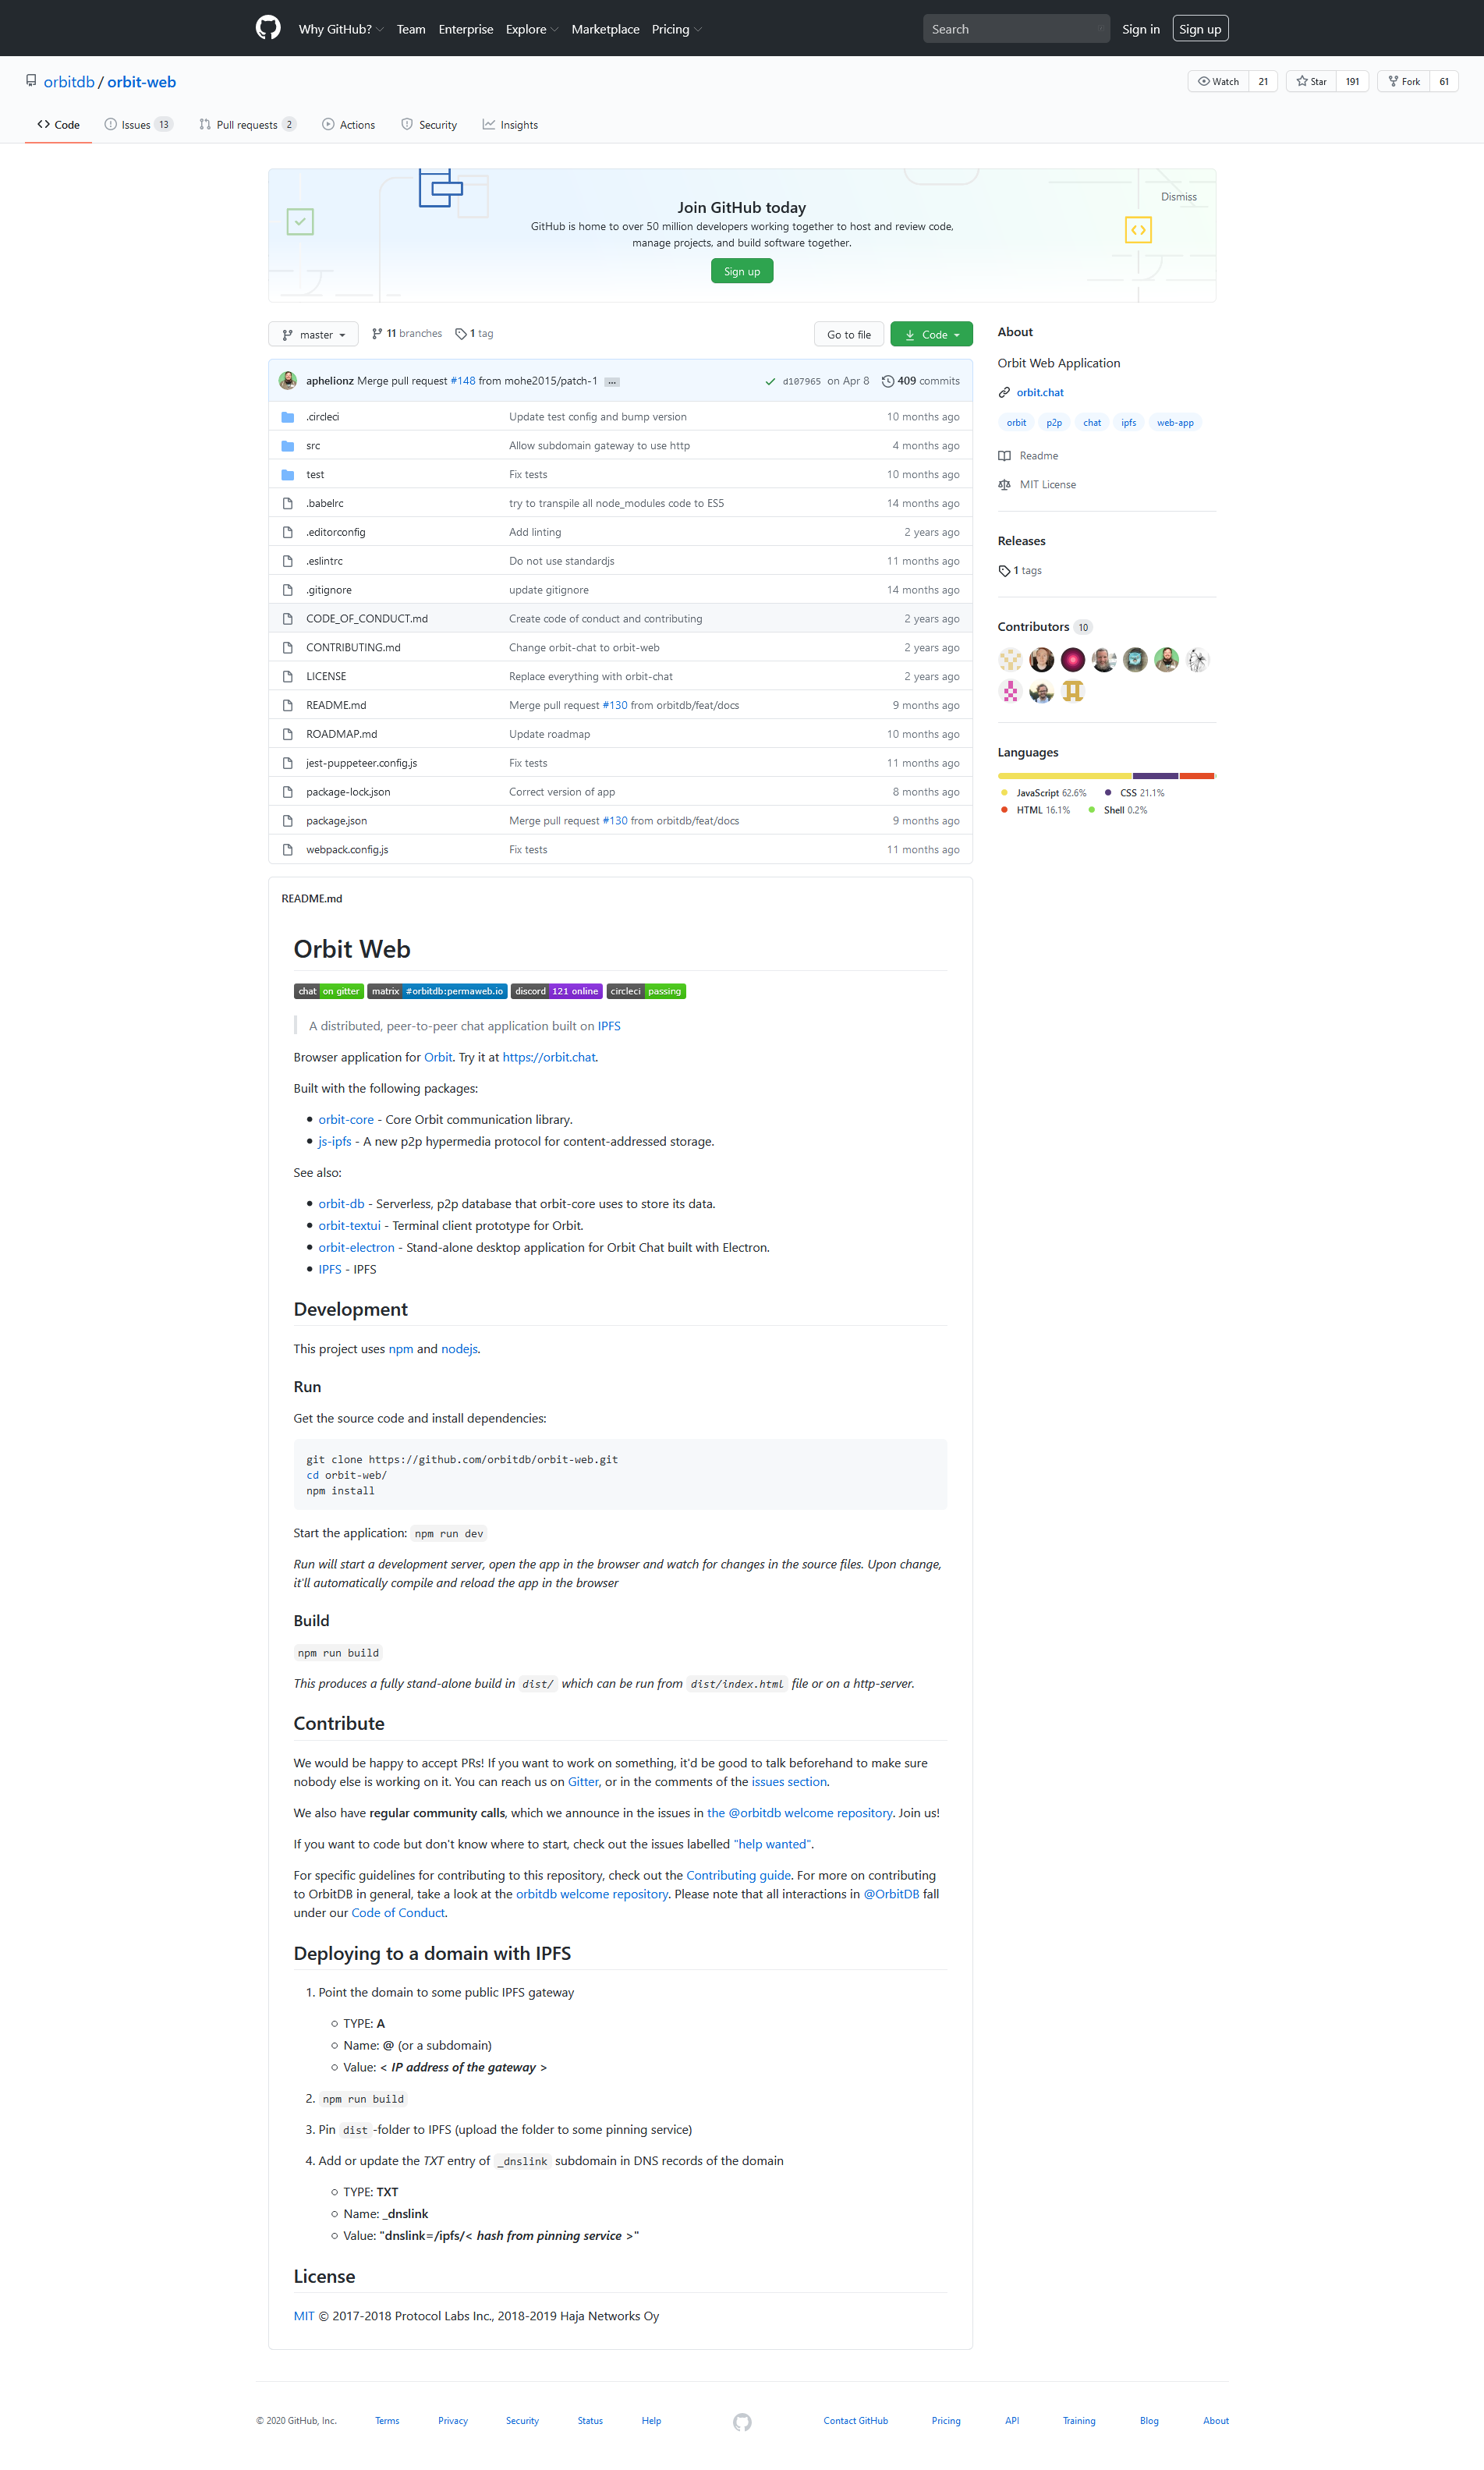 Why GitHub? Team Enterprise Explore Marketplace Pricing Search Sign in Sign up
orbitdb / orbit-web Watch 21 Star 191 Fork 61
Code Issues 13 Pull requests 2 Actions Security Insights
Dismiss
Join GitHub today
GitHub is home to over 50 million developers working together to host and review code,
manage projects, and build software together.
Sign up
master 11 branches 1 tag Go to file Code
aphelionz Merge pull request #148 from mohe2015/patch-1 … d107965 on Apr 8 409 commits
.circleci Update test config and bump version 10 months ago
src Allow subdomain gateway to use http 4 months ago
test Fix tests 10 months ago
.babelrc try to transpile all node_modules code to ES5 14 months ago
.editorconfig Add linting 2 years ago
.eslintrc Do not use standardjs 11 months ago
.gitignore update gitignore 14 months ago
CODE_OF_CONDUCT.md Create code of conduct and contributing 2 years ago
CONTRIBUTING.md Change orbit-chat to orbit-web 2 years ago
LICENSE Replace everything with orbit-chat 2 years ago
README.md Merge pull request #130 from orbitdb/feat/docs 9 months ago
ROADMAP.md Update roadmap 10 months ago
jest-puppeteer.config.js Fix tests 11 months ago
package-lock.json Correct version of app 8 months ago
package.json Merge pull request #130 from orbitdb/feat/docs 9 months ago
webpack.config.js Fix tests 11 months ago
About
Orbit Web Application
orbit.chat
orbit p2p chat ipfs web-app
Readme
MIT License
Releases
1 tags
Contributors 10
Languages
JavaScript 62.6% CSS 21.1%
HTML 16.1% Shell 0.2%
README.md
Orbit Web
chat on gitter matrix #orbitdb:permaweb.io discord 121 online circleci passing
A distributed, peer-to-peer chat application built on IPFS
Browser application for Orbit. Try it at https://orbit.chat.
Built with the following packages:
orbit-core - Core Orbit communication library.
js-ipfs - A new p2p hypermedia protocol for content-addressed storage.
See also:
orbit-db - Serverless, p2p database that orbit-core uses to store its data.
orbit-textui - Terminal client prototype for Orbit.
orbit-electron - Stand-alone desktop application for Orbit Chat built with Electron.
IPFS - IPFS
Development
This project uses npm and nodejs.
Run
Get the source code and install dependencies:
git clone https://github.com/orbitdb/orbit-web.git
cd orbit-web/
npm install
Start the application: npm run dev
Run will start a development server, open the app in the browser and watch for changes in the source files. Upon change,
it'll automatically compile and reload the app in the browser
Build
npm run build
This produces a fully stand-alone build in dist/ which can be run from dist/index.html file or on a http-server.
Contribute
We would be happy to accept PRs! If you want to work on something, it'd be good to talk beforehand to make sure
nobody else is working on it. You can reach us on Gitter, or in the comments of the issues section.
We also have regular community calls, which we announce in the issues in the @orbitdb welcome repository. Join us!
If you want to code but don't know where to start, check out the issues labelled "help wanted".
For specific guidelines for contributing to this repository, check out the Contributing guide. For more on contributing
to OrbitDB in general, take a look at the orbitdb welcome repository. Please note that all interactions in @OrbitDB fall
under our Code of Conduct.
Deploying to a domain with IPFS
1. Point the domain to some public IPFS gateway
TYPE: A
Name: @ (or a subdomain)
Value: < IP address of the gateway >
2. npm run build
3. Pin dist -folder to IPFS (upload the folder to some pinning service)
4. Add or update the TXT entry of _dnslink subdomain in DNS records of the domain
TYPE: TXT
Name: _dnslink
Value: "dnslink=/ipfs/< hash from pinning service >"
License
MIT © 2017-2018 Protocol Labs Inc., 2018-2019 Haja Networks Oy
© 2020 GitHub, Inc. Terms Privacy Security Status Help Contact GitHub Pricing API Training Blog About